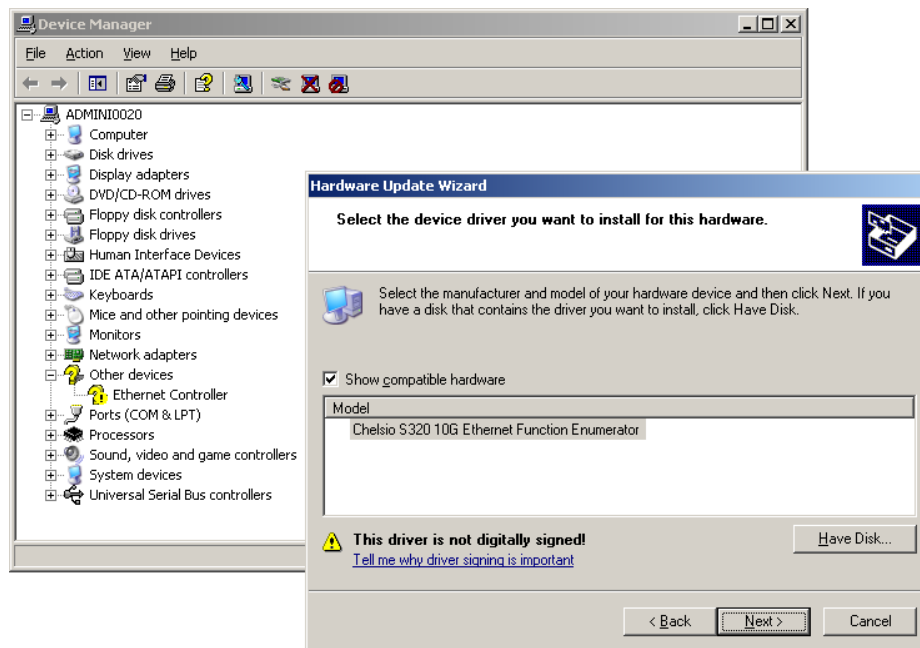 Device Manager
File Action View Help
ADMINI0020
Computer
Disk drives
Display adapters
DVD/CD-ROM drives
Floppy disk controllers
Floppy disk drives
Human Interface Devices
IDE ATA/ATAPI controllers
Keyboards
Mice and other pointing devices
Monitors
Network adapters
Other devices
Ethernet Controller
Ports (COM & LPT)
Processors
Sound, video and game controllers
System devices
Universal Serial Bus controllers
Hardware Update Wizard
Select the device driver you want to install for this hardware.
Select the manufacturer and model of your hardware device and then click Next. If you
have a disk that contains the driver you want to install, click Have Disk.
Show compatible hardware
Model
Chelsio S320 10G Ethernet Function Enumerator
This driver is not digitally signed!
Tell me why driver signing is important
Have Disk...
< Back Next > Cancel